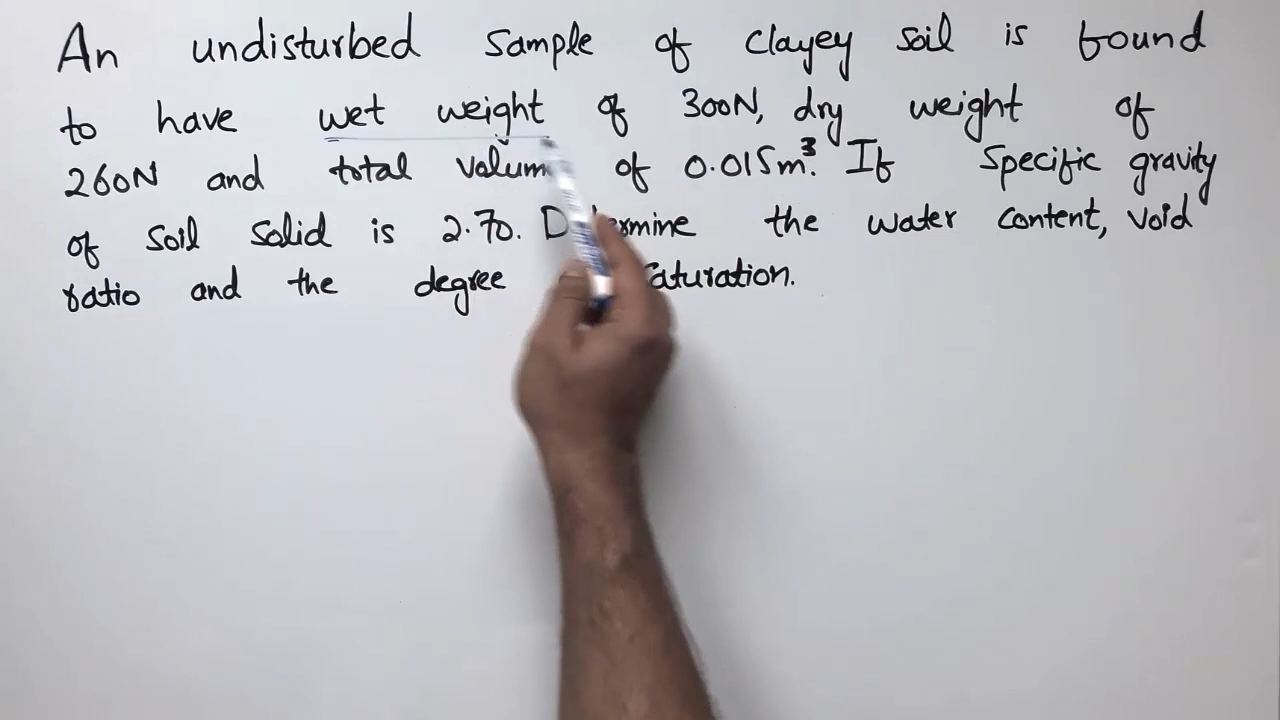 An undisturbed sample of clayey soil is found
to have wet weight of 300N, dry weight of
260N and total volum of 0.015m³. If specific gravity
of soil solid is 2.70. D rmine the water content, void
ratio and the degree aturation.